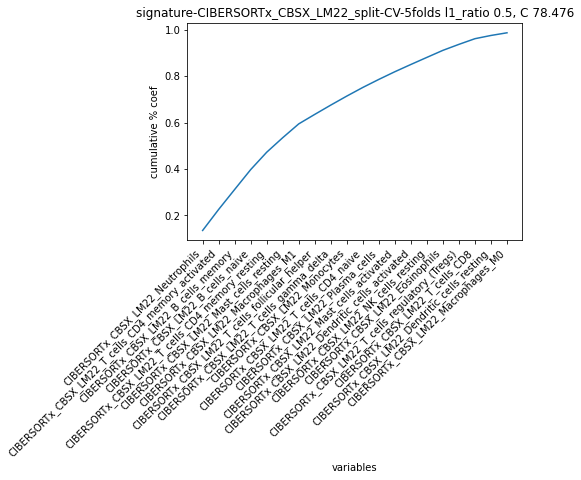 signature-CIBERSORTx_CBSX_LM22_split-CV-5folds l1_ratio 0.5, C 78.476
1.0
0.8
0.6
0.4
0.2
cumulative % coef
CIBERSORTx_CBSX_LM22_Neutrophils
CIBERSORTx_CBSX_LM22_T_cells_CD4_memory_activated
CIBERSORTx_CBSX_LM22_B_cells_memory
CIBERSORTx_CBSX_LM22_B_cells_naive
CIBERSORTx_CBSX_LM22_T_cells_CD4_memory_resting
CIBERSORTx_CBSX_LM22_Mast_cells_resting
CIBERSORTx_CBSX_LM22_Macrophages_M1
CIBERSORTx_CBSX_LM22_T_cells_follicular_helper
CIBERSORTx_CBSX_LM22_T_cells_gamma_delta
CIBERSORTx_CBSX_LM22_Monocytes
CIBERSORTx_CBSX_LM22_T_cells_CD4_naive
CIBERSORTx_CBSX_LM22_Plasma_cells
CIBERSORTx_CBSX_LM22_Mast_cells_activated
CIBERSORTx_CBSX_LM22_Dendritic_cells_activated
CIBERSORTx_CBSX_LM22_NK_cells_resting
CIBERSORTx_CBSX_LM22_Eosinophils
CIBERSORTx_CBSX_LM22_T_cells_regulatory_(Tregs)
CIBERSORTx_CBSX_LM22_T_cells_CD8
CIBERSORTx_CBSX_LM22_Dendritic_cells_resting
CIBERSORTx_CBSX_LM22_Macrophages_M0
variables